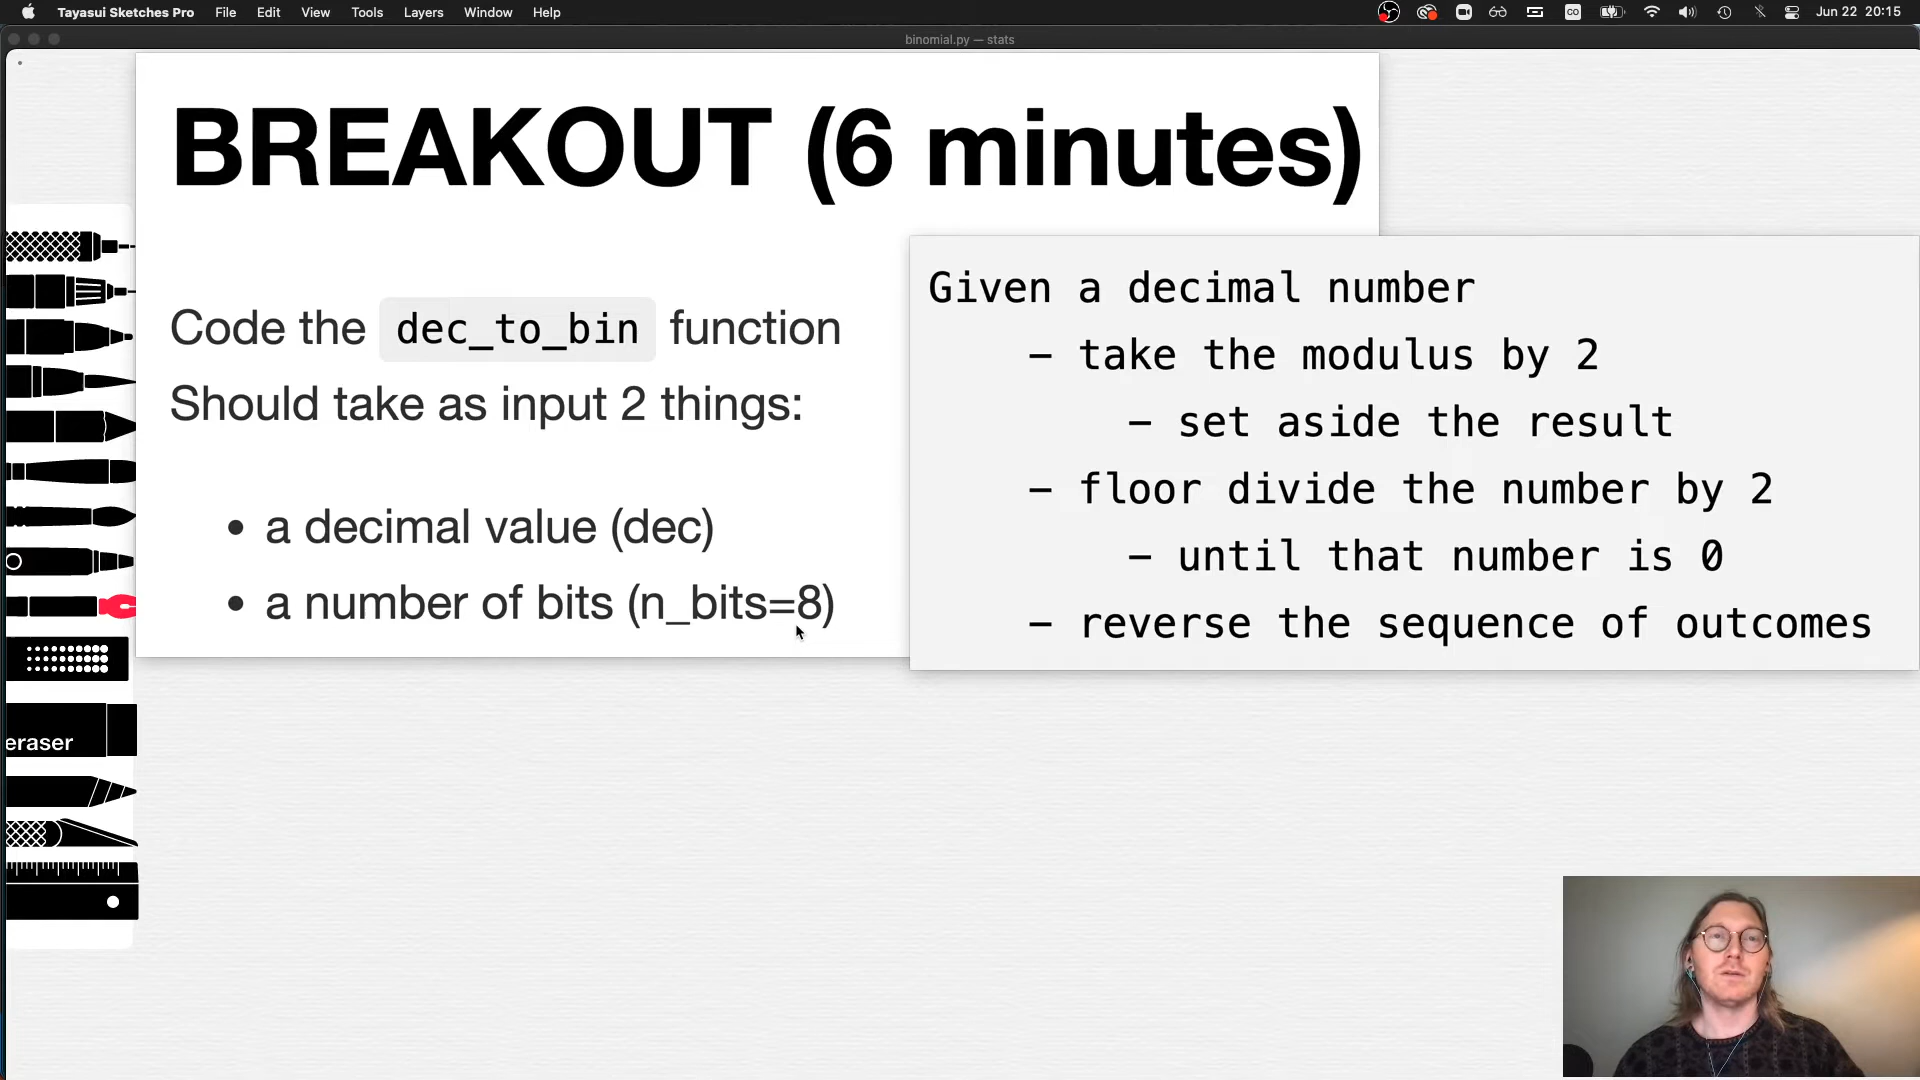 Tayasui Sketches Pro File Edit View Tools Layers Window Help
Jun 22 20:15
binomial.py — stats
BREAKOUT (6 minutes)
Code the dec_to_bin function
Should take as input 2 things:
• a decimal value (dec)
• a number of bits (n_bits=8)
Given a decimal number
– take the modulus by 2
– set aside the result
– floor divide the number by 2
– until that number is 0
– reverse the sequence of outcomes
eraser